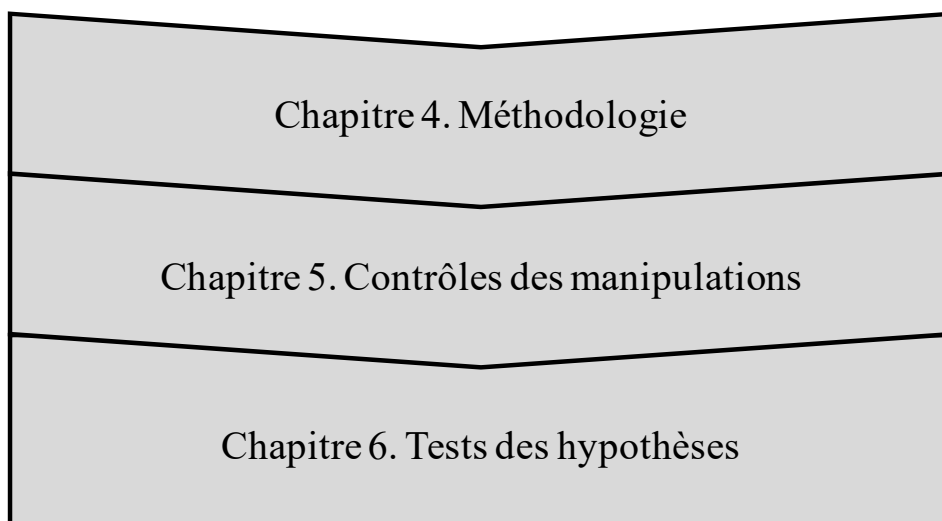 Chapitre 4. Méthodologie
Chapitre 5. Contrôles des manipulations
Chapitre 6. Tests des hypothèses